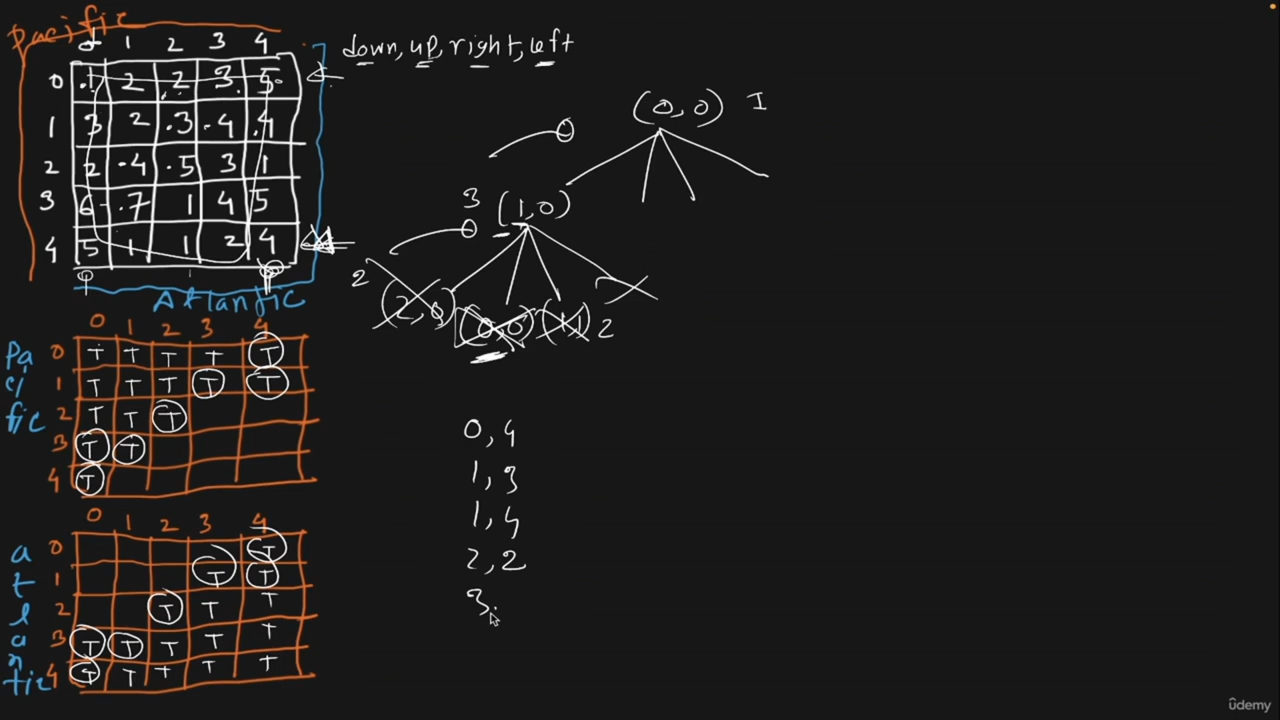 Pacific
0 1 2 3 4
down, up, right, left
0 1 2 2 3 5
1 3 2 3 4 4
2 2 4 5 3 1
3 6 7 1 4 5
4 5 1 1 2 4
Atlantic
(0,0) 1
0
3 (1,0)
0
2 (2,0) (0,0) (1,1) 2
Pacific
0 1 2 3 4
0 T T T T T
1 T T T T T
2 T T T
3 T T
4 T
0,4
1,3
1,4
2,2
3,
atlantic
0 1 2 3 4
0 T
1 T T
2 T T T
3 T T T T T
4 T T T T T
ûdemy